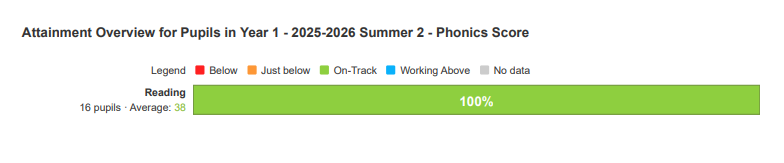 Attainment Overview for Pupils in Year 1 - 2025-2026 Summer 2 - Phonics Score
Legend Below Just below On-Track Working Above No data
Reading
16 pupils · Average: 38
100%